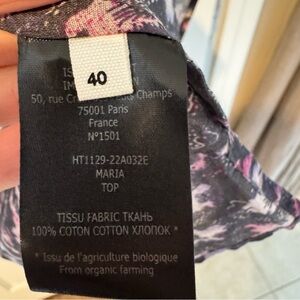 40
50, rue Cr Champs
75001 Paris
France
N°1501
HT1129-22A032E
MARIA
TOP
TISSU FABRIC ТКАНЬ
100% COTON COTTON ХЛОПОК *
* Issu de l'agriculture biologique
From organic farming